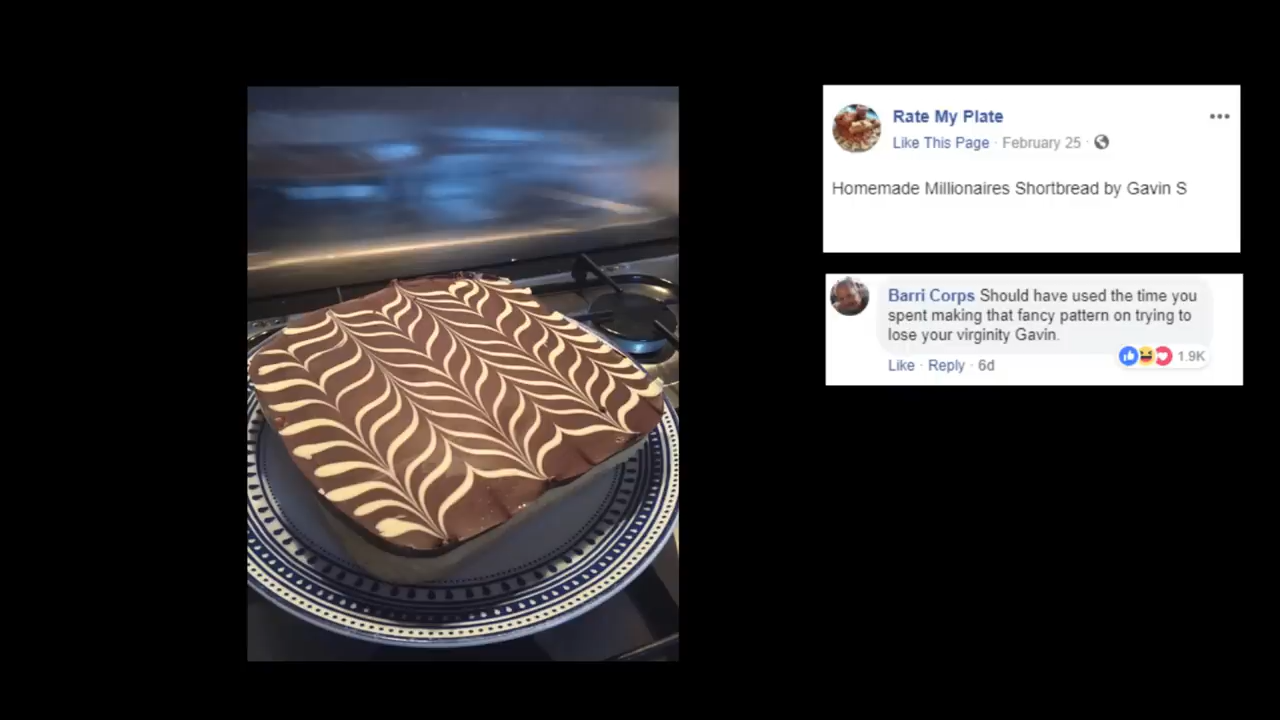 Rate My Plate
Like This Page · February 25 ·
Homemade Millionaires Shortbread by Gavin S
Barri Corps Should have used the time you
spent making that fancy pattern on trying to
lose your virginity Gavin.
1.9K
Like · Reply · 6d